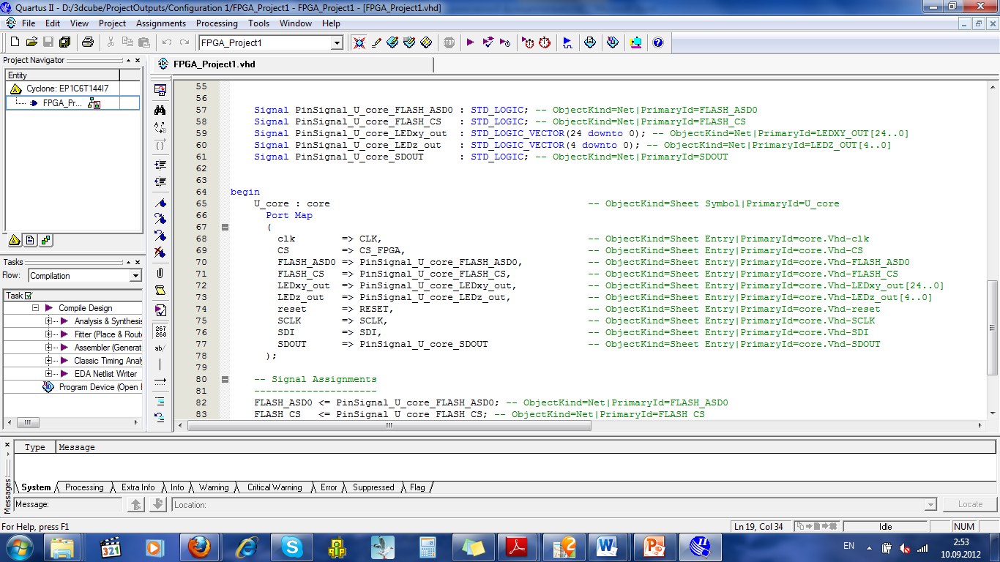 Quartus II - D:/3dcube/ProjectOutputs/Configuration 1/FPGA_Project1 - FPGA_Project1 - [FPGA_Project1.vhd]
File Edit View Project Assignments Processing Tools Window Help
FPGA_Project1
Project Navigator
Entity
Cyclone: EP1C6T144I7
FPGA_Pr...
Tasks
Flow: Compilation
Task
Compile Design
Analysis & Synthesis
Fitter (Place & Route
Assembler (Generat
Classic Timing Analy
EDA Netlist Writer
Program Device (Open
FPGA_Project1.vhd
267
268
ab/
55
56
57 Signal PinSignal_U_core_FLASH_ASD0 : STD_LOGIC; -- ObjectKind=Net|PrimaryId=FLASH_ASD0
58 Signal PinSignal_U_core_FLASH_CS : STD_LOGIC; -- ObjectKind=Net|PrimaryId=FLASH_CS
59 Signal PinSignal_U_core_LEDxy_out : STD_LOGIC_VECTOR(24 downto 0); -- ObjectKind=Net|PrimaryId=LEDXY_OUT[24..0]
60 Signal PinSignal_U_core_LEDz_out : STD_LOGIC_VECTOR(4 downto 0); -- ObjectKind=Net|PrimaryId=LEDZ_OUT[4..0]
61 Signal PinSignal_U_core_SDOUT : STD_LOGIC; -- ObjectKind=Net|PrimaryId=SDOUT
62
63
64 begin
65 U_core : core -- ObjectKind=Sheet Symbol|PrimaryId=U_core
66 Port Map
67 (
68 clk => CLK, -- ObjectKind=Sheet Entry|PrimaryId=core.Vhd-clk
69 CS => CS_FPGA, -- ObjectKind=Sheet Entry|PrimaryId=core.Vhd-CS
70 FLASH_ASD0 => PinSignal_U_core_FLASH_ASD0, -- ObjectKind=Sheet Entry|PrimaryId=core.Vhd-FLASH_ASD0
71 FLASH_CS => PinSignal_U_core_FLASH_CS, -- ObjectKind=Sheet Entry|PrimaryId=core.Vhd-FLASH_CS
72 LEDxy_out => PinSignal_U_core_LEDxy_out, -- ObjectKind=Sheet Entry|PrimaryId=core.Vhd-LEDxy_out[24..0]
73 LEDz_out => PinSignal_U_core_LEDz_out, -- ObjectKind=Sheet Entry|PrimaryId=core.Vhd-LEDz_out[4..0]
74 reset => RESET, -- ObjectKind=Sheet Entry|PrimaryId=core.Vhd-reset
75 SCLK => SCLK, -- ObjectKind=Sheet Entry|PrimaryId=core.Vhd-SCLK
76 SDI => SDI, -- ObjectKind=Sheet Entry|PrimaryId=core.Vhd-SDI
77 SDOUT => PinSignal_U_core_SDOUT -- ObjectKind=Sheet Entry|PrimaryId=core.Vhd-SDOUT
78 );
79
80 -- Signal Assignments
81 ---------------------
82 FLASH_ASD0 <= PinSignal_U_core_FLASH_ASD0; -- ObjectKind=Net|PrimaryId=FLASH_ASD0
83 FLASH_CS <= PinSignal_U_core_FLASH_CS; -- ObjectKind=Net|PrimaryId=FLASH_CS
Type Message
System Processing Extra Info Info Warning Critical Warning Error Suppressed Flag
Messages
Message: Location: Locate
For Help, press F1 Ln 19, Col 34 Idle NUM
EN 2:53
10.09.2012